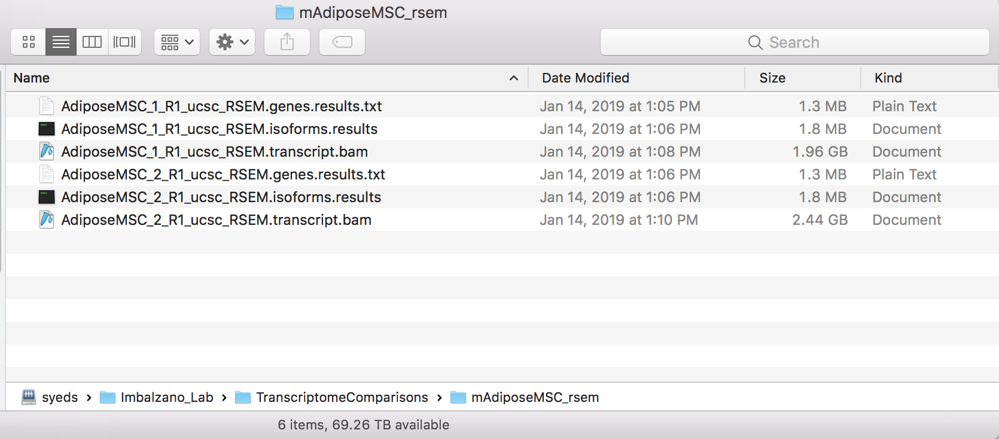 mAdiposeMSC_rsem
Search
Name Date Modified Size Kind
AdiposeMSC_1_R1_ucsc_RSEM.genes.results.txt Jan 14, 2019 at 1:05 PM 1.3 MB Plain Text
AdiposeMSC_1_R1_ucsc_RSEM.isoforms.results Jan 14, 2019 at 1:06 PM 1.8 MB Document
AdiposeMSC_1_R1_ucsc_RSEM.transcript.bam Jan 14, 2019 at 1:08 PM 1.96 GB Document
AdiposeMSC_2_R1_ucsc_RSEM.genes.results.txt Jan 14, 2019 at 1:06 PM 1.3 MB Plain Text
AdiposeMSC_2_R1_ucsc_RSEM.isoforms.results Jan 14, 2019 at 1:06 PM 1.8 MB Document
AdiposeMSC_2_R1_ucsc_RSEM.transcript.bam Jan 14, 2019 at 1:10 PM 2.44 GB Document
syeds › Imbalzano_Lab › TranscriptomeComparisons › mAdiposeMSC_rsem
6 items, 69.26 TB available